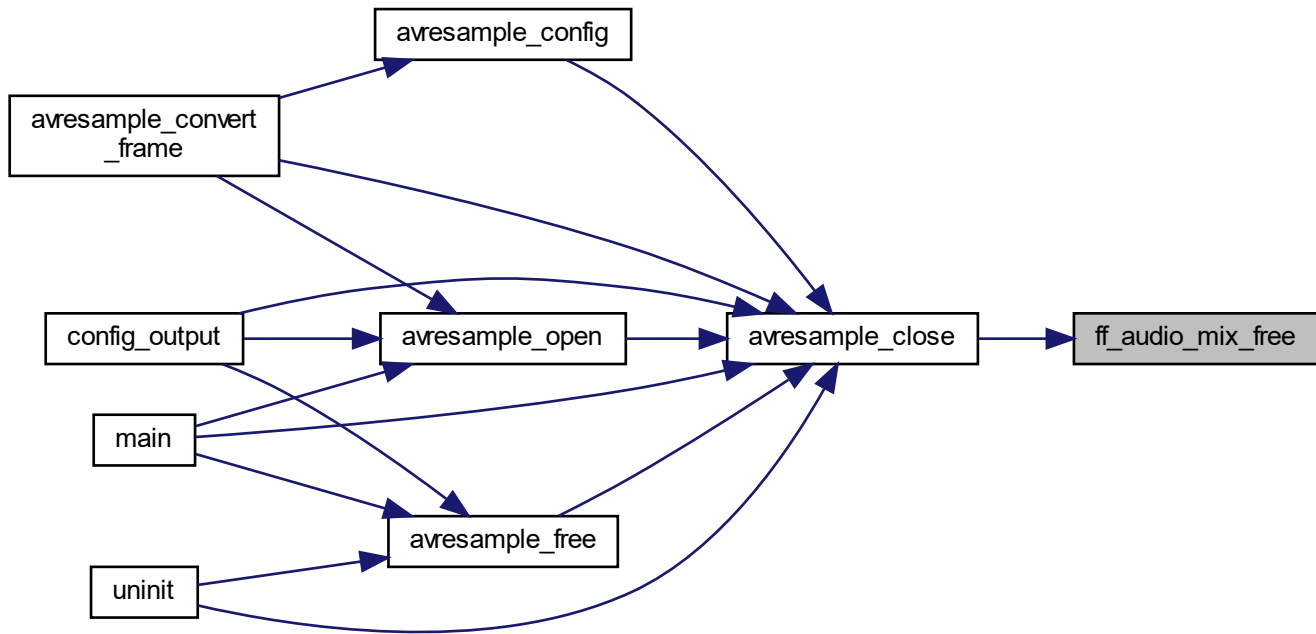 avresample_config
avresample_convert
_frame
config_output
avresample_open
avresample_close
ff_audio_mix_free
main
avresample_free
uninit